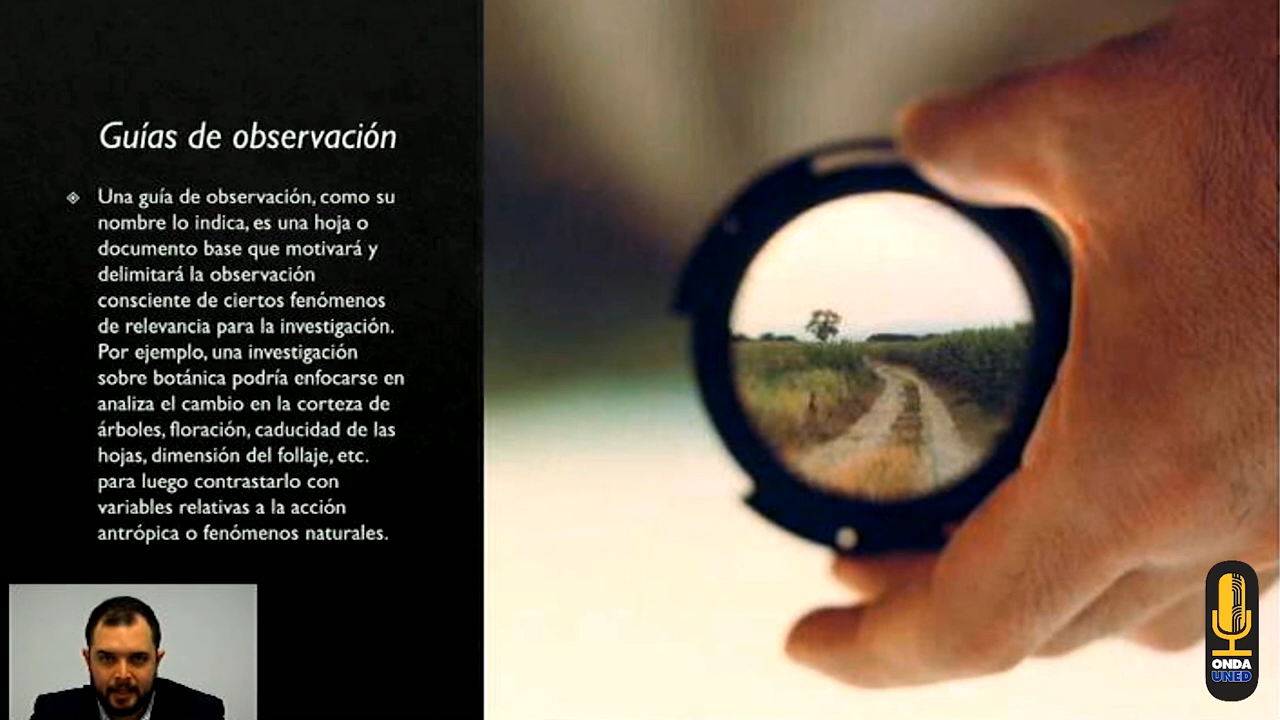 Guías de observación
Una guía de observación, como su
nombre lo indica, es una hoja o
documento base que motivará y
delimitará la observación
consciente de ciertos fenómenos
de relevancia para la investigación.
Por ejemplo, una investigación
sobre botánica podría enfocarse en
analiza el cambio en la corteza de
árboles, floración, caducidad de las
hojas, dimensión del follaje, etc.
para luego contrastarlo con
variables relativas a la acción
antrópica o fenómenos naturales.
ONDA
UNED